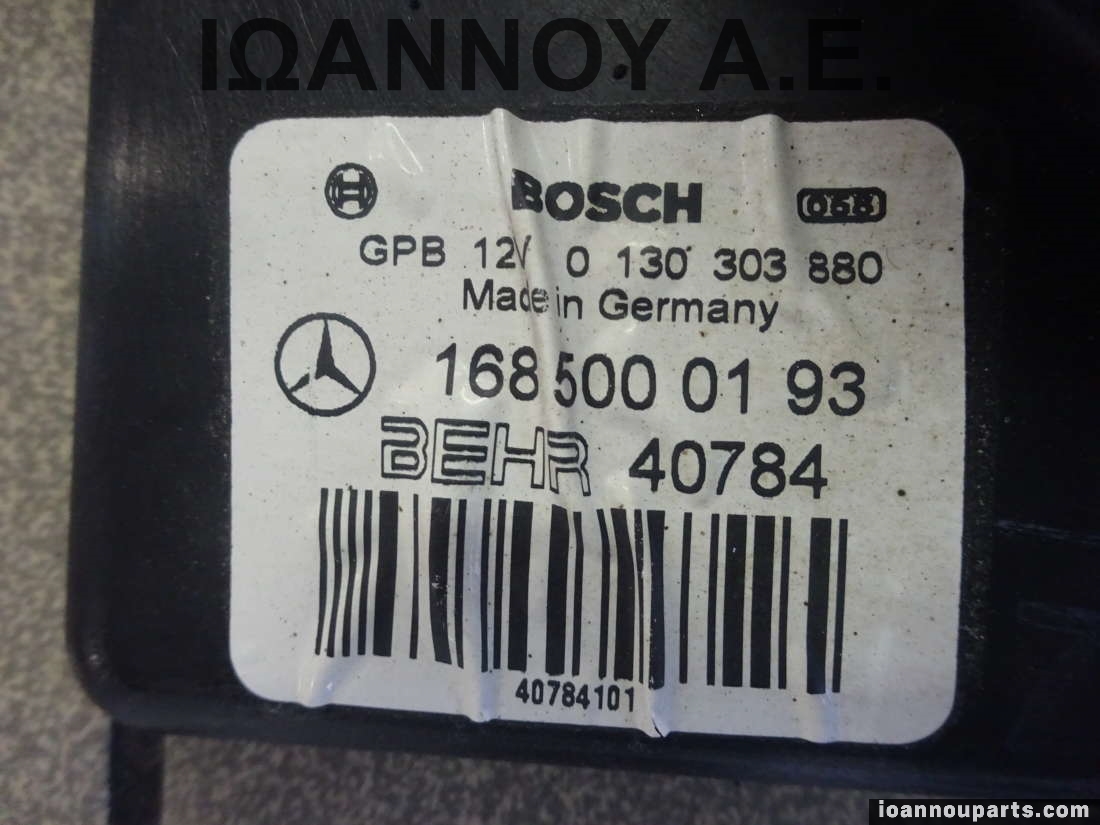 ΙΩΑΝΝΟΥ Α.Ε.
BOSCH 068
GPB 12V 0 130 303 880
Made in Germany
168 500 01 93
BEHR 40784
40784101
ioannouparts.com